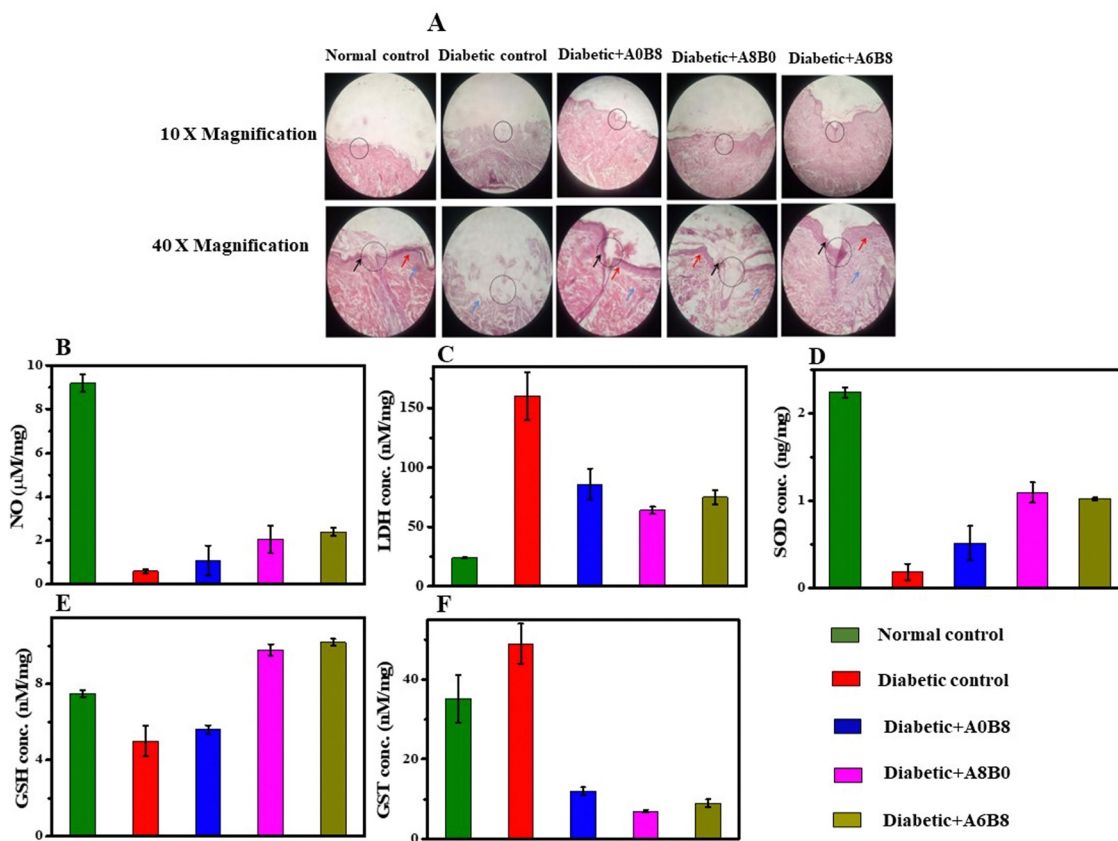 A
Normal control Diabetic control Diabetic+A0B8 Diabetic+A8B0 Diabetic+A6B8
10 X Magnification
40 X Magnification
B
NO (μM/mg)
10
8
6
4
2
0
C
LDH conc. (nM/mg)
150
100
50
0
D
SOD conc. (ng/mg)
2
1
0
E
GSH conc. (nM/mg)
8
4
0
F
GST conc. (nM/mg)
40
20
0
Normal control
Diabetic control
Diabetic+A0B8
Diabetic+A8B0
Diabetic+A6B8